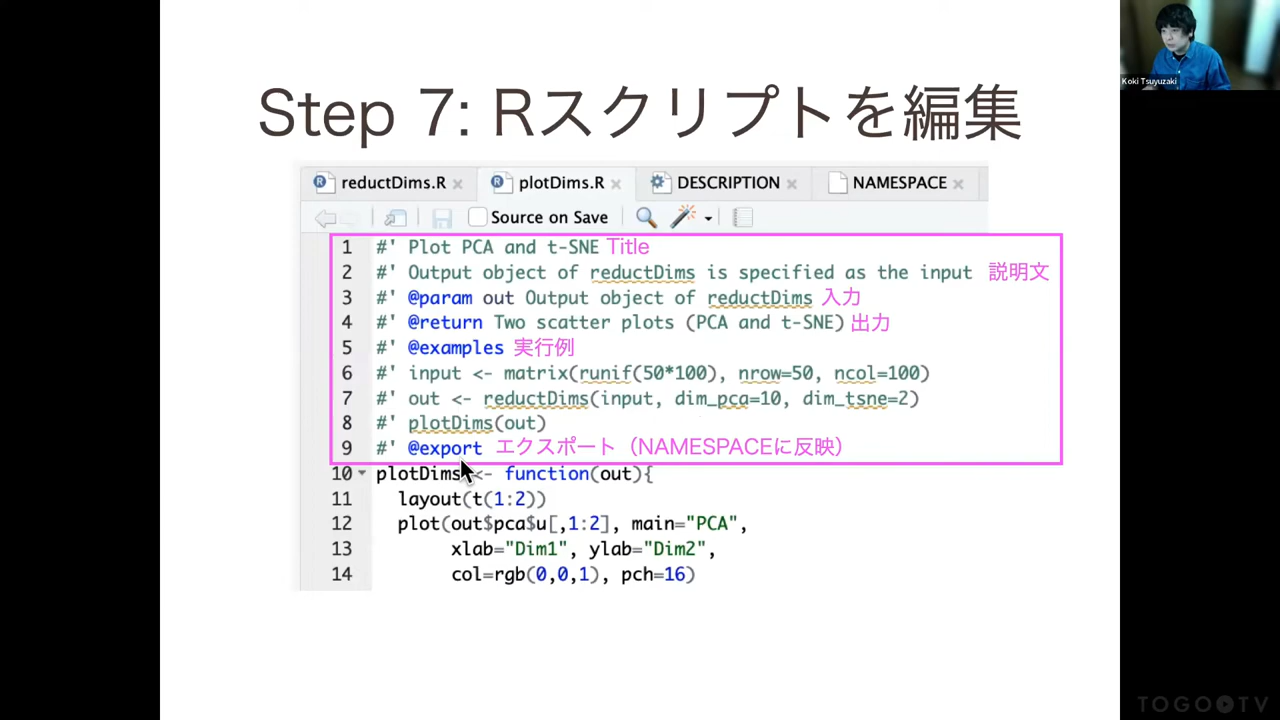 Koki Tsuyuzaki
Step 7: Rスクリプトを編集
reductDims.R plotDims.R DESCRIPTION NAMESPACE
Source on Save
1 #' Plot PCA and t-SNE Title
2 #' Output object of reductDims is specified as the input 説明文
3 #' @param out Output object of reductDims 入力
4 #' @return Two scatter plots (PCA and t-SNE) 出力
5 #' @examples 実行例
6 #' input <- matrix(runif(50*100), nrow=50, ncol=100)
7 #' out <- reductDims(input, dim_pca=10, dim_tsne=2)
8 #' plotDims(out)
9 #' @export エクスポート（NAMESPACEに反映）
10 plotDims <- function(out){
11 layout(t(1:2))
12 plot(out$pca$u[,1:2], main="PCA",
13 xlab="Dim1", ylab="Dim2",
14 col=rgb(0,0,1), pch=16)
TOGO TV